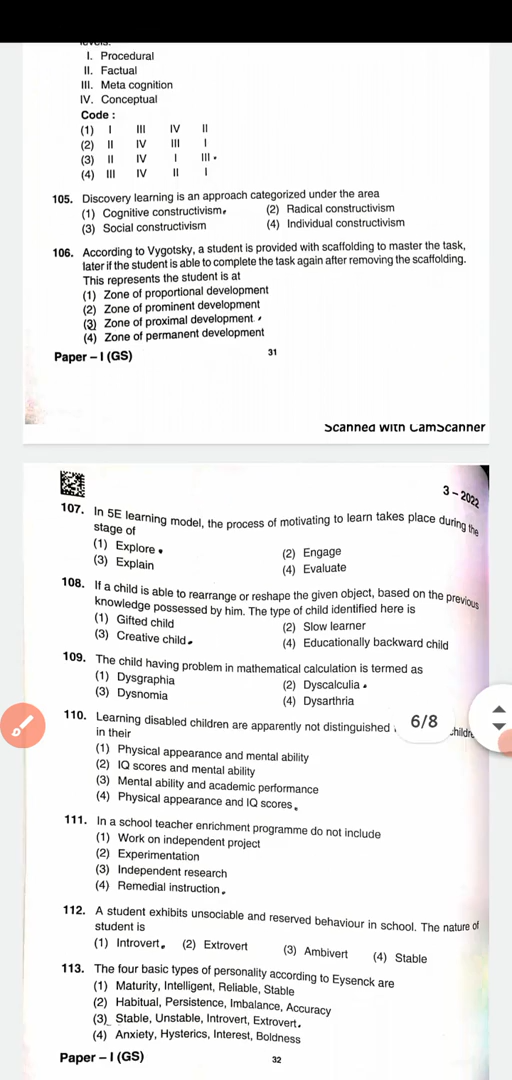 levels.
I. Procedural
II. Factual
III. Meta cognition
IV. Conceptual
Code :
(1) I III IV II
(2) II IV III I
(3) II IV I III
(4) III IV II I
105. Discovery learning is an approach categorized under the area
(1) Cognitive constructivism (2) Radical constructivism
(3) Social constructivism (4) Individual constructivism
106. According to Vygotsky, a student is provided with scaffolding to master the task,
later if the student is able to complete the task again after removing the scaffolding.
This represents the student is at
(1) Zone of proportional development
(2) Zone of prominent development
(3) Zone of proximal development
(4) Zone of permanent development
Paper – I (GS) 31
Scanned with CamScanner
3 – 2022
107. In 5E learning model, the process of motivating to learn takes place during the
stage of
(1) Explore (2) Engage
(3) Explain (4) Evaluate
108. If a child is able to rearrange or reshape the given object, based on the previous
knowledge possessed by him. The type of child identified here is
(1) Gifted child (2) Slow learner
(3) Creative child (4) Educationally backward child
109. The child having problem in mathematical calculation is termed as
(1) Dysgraphia (2) Dyscalculia
(3) Dysnomia (4) Dysarthria
110. Learning disabled children are apparently not distinguished
in their
6/8
(1) Physical appearance and mental ability
(2) IQ scores and mental ability
(3) Mental ability and academic performance
(4) Physical appearance and IQ scores
111. In a school teacher enrichment programme do not include
(1) Work on independent project
(2) Experimentation
(3) Independent research
(4) Remedial instruction
112. A student exhibits unsociable and reserved behaviour in school. The nature of
student is
(1) Introvert (2) Extrovert (3) Ambivert (4) Stable
113. The four basic types of personality according to Eysenck are
(1) Maturity, Intelligent, Reliable, Stable
(2) Habitual, Persistence, Imbalance, Accuracy
(3) Stable, Unstable, Introvert, Extrovert
(4) Anxiety, Hysterics, Interest, Boldness
Paper – I (GS) 32